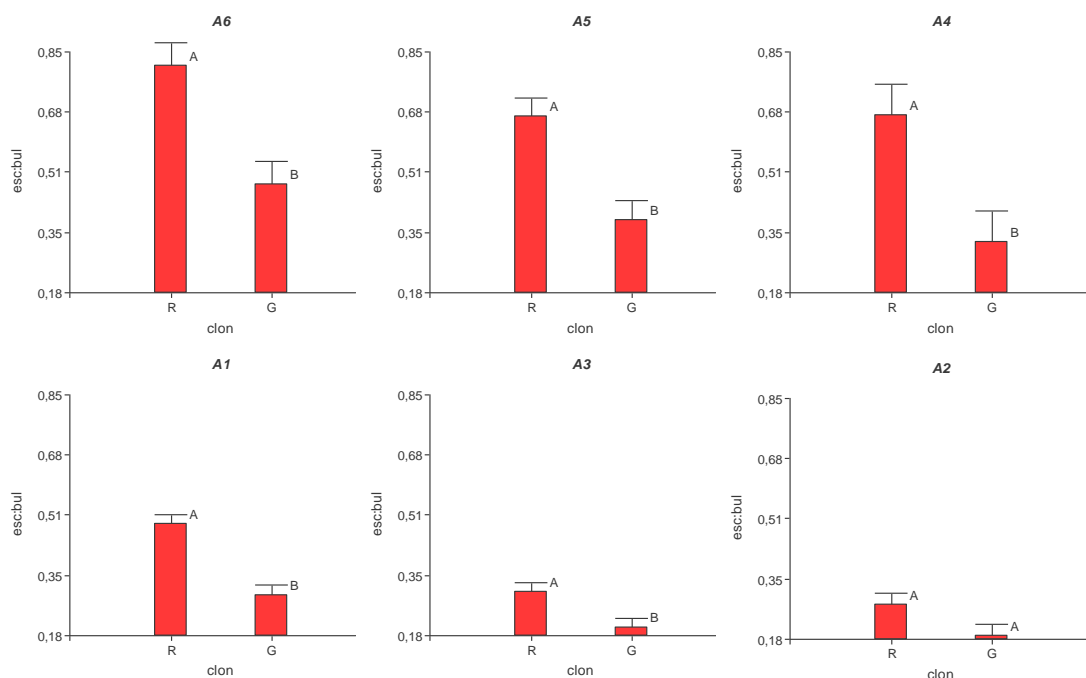 A6
0,85
0,68
0,51
0,35
0,18
esc:bul
A
B
R G
clon
A5
0,85
0,68
0,51
0,35
0,18
esc:bul
A
B
R G
clon
A4
0,85
0,68
0,51
0,35
0,18
esc:bul
A
B
R G
clon
A1
0,85
0,68
0,51
0,35
0,18
esc:bul
A
B
R G
clon
A3
0,85
0,68
0,51
0,35
0,18
esc:bul
A
B
R G
clon
A2
0,85
0,68
0,51
0,35
0,18
esc:bul
A
A
R G
clon